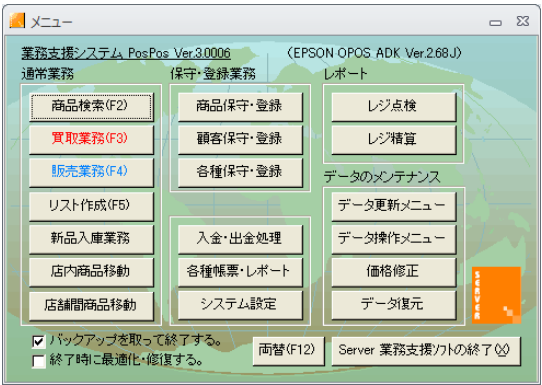 メニュー
業務支援システム PosPos Ver.3.0006 (EPSON OPOS ADK Ver.2.68J)
通常業務
商品検索(F2)
買取業務(F3)
販売業務(F4)
リスト作成(F5)
新品入庫業務
店内商品移動
店舗間商品移動
保守・登録業務
商品保守・登録
顧客保守・登録
各種保守・登録
入金・出金処理
各種帳票・レポート
システム設定
レポート
レジ点検
レジ精算
データのメンテナンス
データ更新メニュー
データ操作メニュー
価格修正
データ復元
SERVER
バックアップを取って終了する。
終了時に最適化・修復する。
両替(F12)
Server 業務支援ソフトの終了(X)